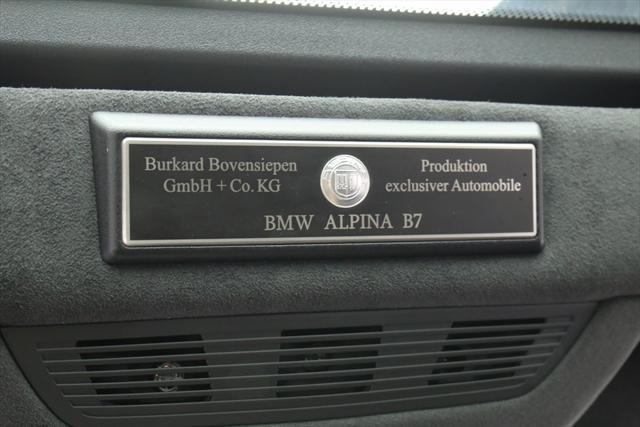 Burkard Bovensiepen
GmbH + Co. KG
Produktion
exclusiver Automobile
BMW ALPINA B7